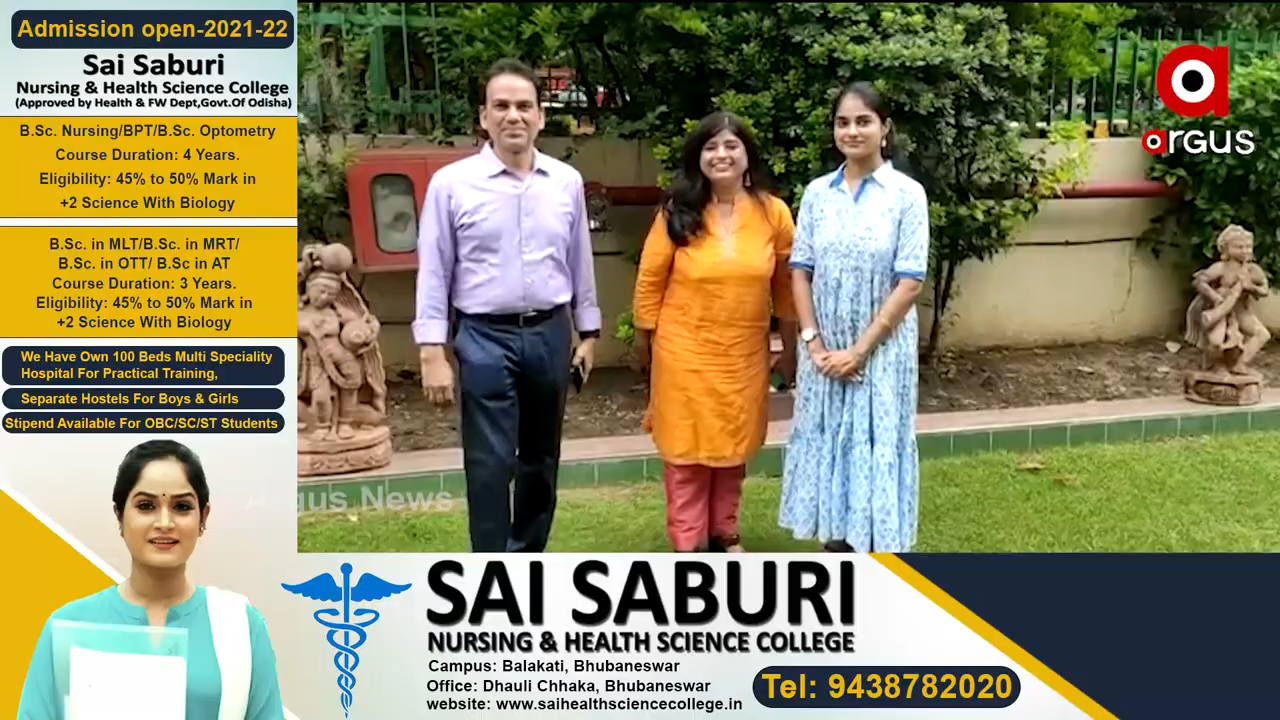 Admission open-2021-22
Sai Saburi
Nursing & Health Science College
(Approved by Health & FW Dept,Govt.Of Odisha)
B.Sc. Nursing/BPT/B.Sc. Optometry
Course Duration: 4 Years.
Eligibility: 45% to 50% Mark in
+2 Science With Biology
B.Sc. in MLT/B.Sc. in MRT/
B.Sc. in OTT/ B.Sc in AT
Course Duration: 3 Years.
Eligibility: 45% to 50% Mark in
+2 Science With Biology
We Have Own 100 Beds Multi Speciality
Hospital For Practical Training,
Separate Hostels For Boys & Girls
Stipend Available For OBC/SC/ST Students
argus
Argus News
SAI SABURI
NURSING & HEALTH SCIENCE COLLEGE
Campus: Balakati, Bhubaneswar
Office: Dhauli Chhaka, Bhubaneswar
website: www.saihealthsciencecollege.in
Tel: 9438782020